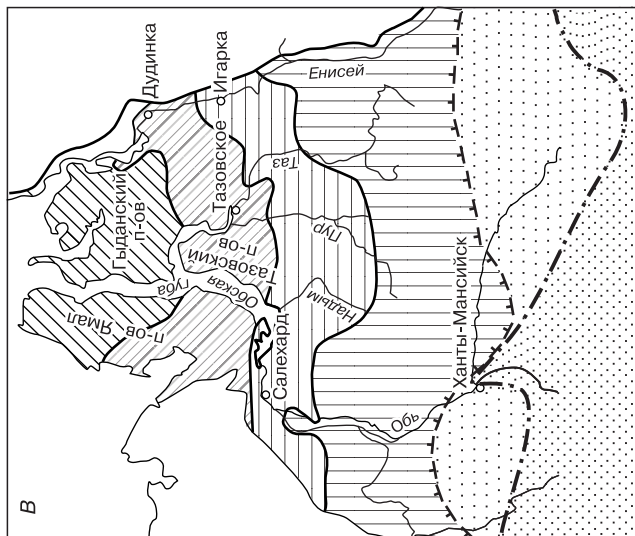 В
Дудинка
Игарка
Енисей
Гыданский
п-ов
Тазовское
Таз
п-ов Ямал
Обская губа
Тазовский
п-ов
Пур
Надым
Салехард
Ханты-Мансийск
Обь